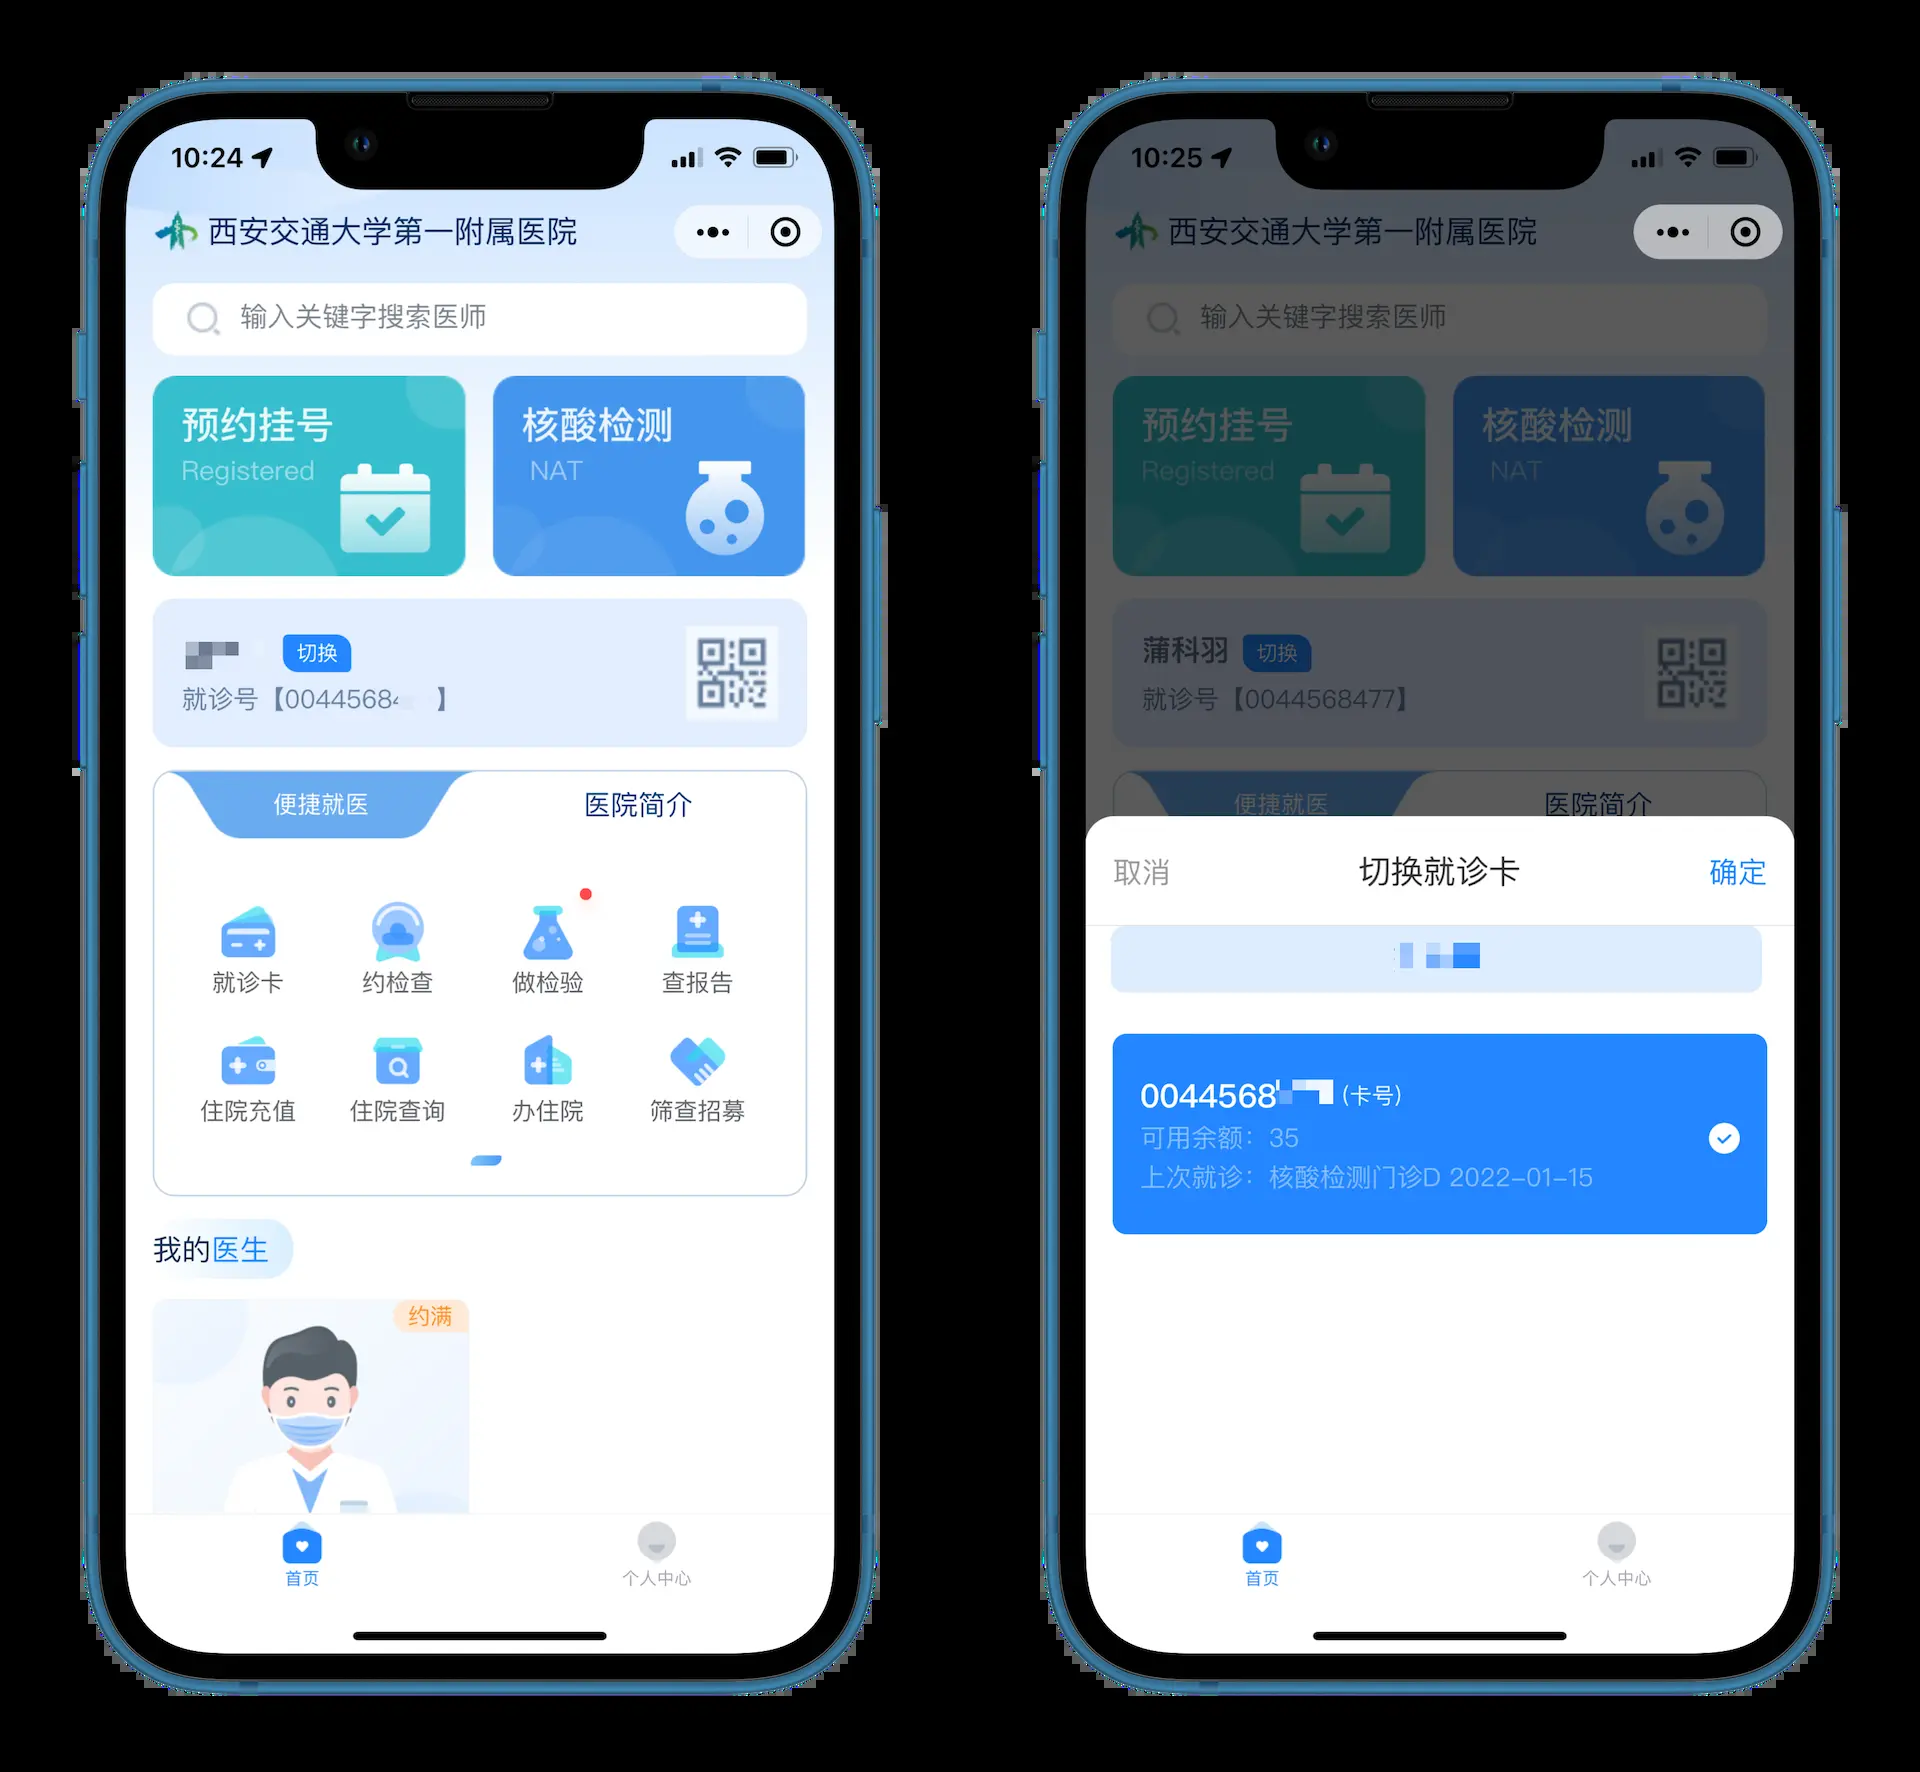 10:24
西安交通大学第一附属医院
输入关键字搜索医师
预约挂号
Registered
核酸检测
NAT
切换
就诊号【0044568 】
便捷就医
医院简介
就诊卡
约检查
做检验
查报告
住院充值
住院查询
办住院
筛查招募
我的医生
约满
首页
个人中心
10:25
西安交通大学第一附属医院
输入关键字搜索医师
预约挂号
Registered
核酸检测
NAT
蒲科羽
切换
就诊号【0044568477】
便捷就医
医院简介
取消
切换就诊卡
确定
0044568 (卡号)
可用余额：35
上次就诊：核酸检测门诊D 2022-01-15
首页
个人中心